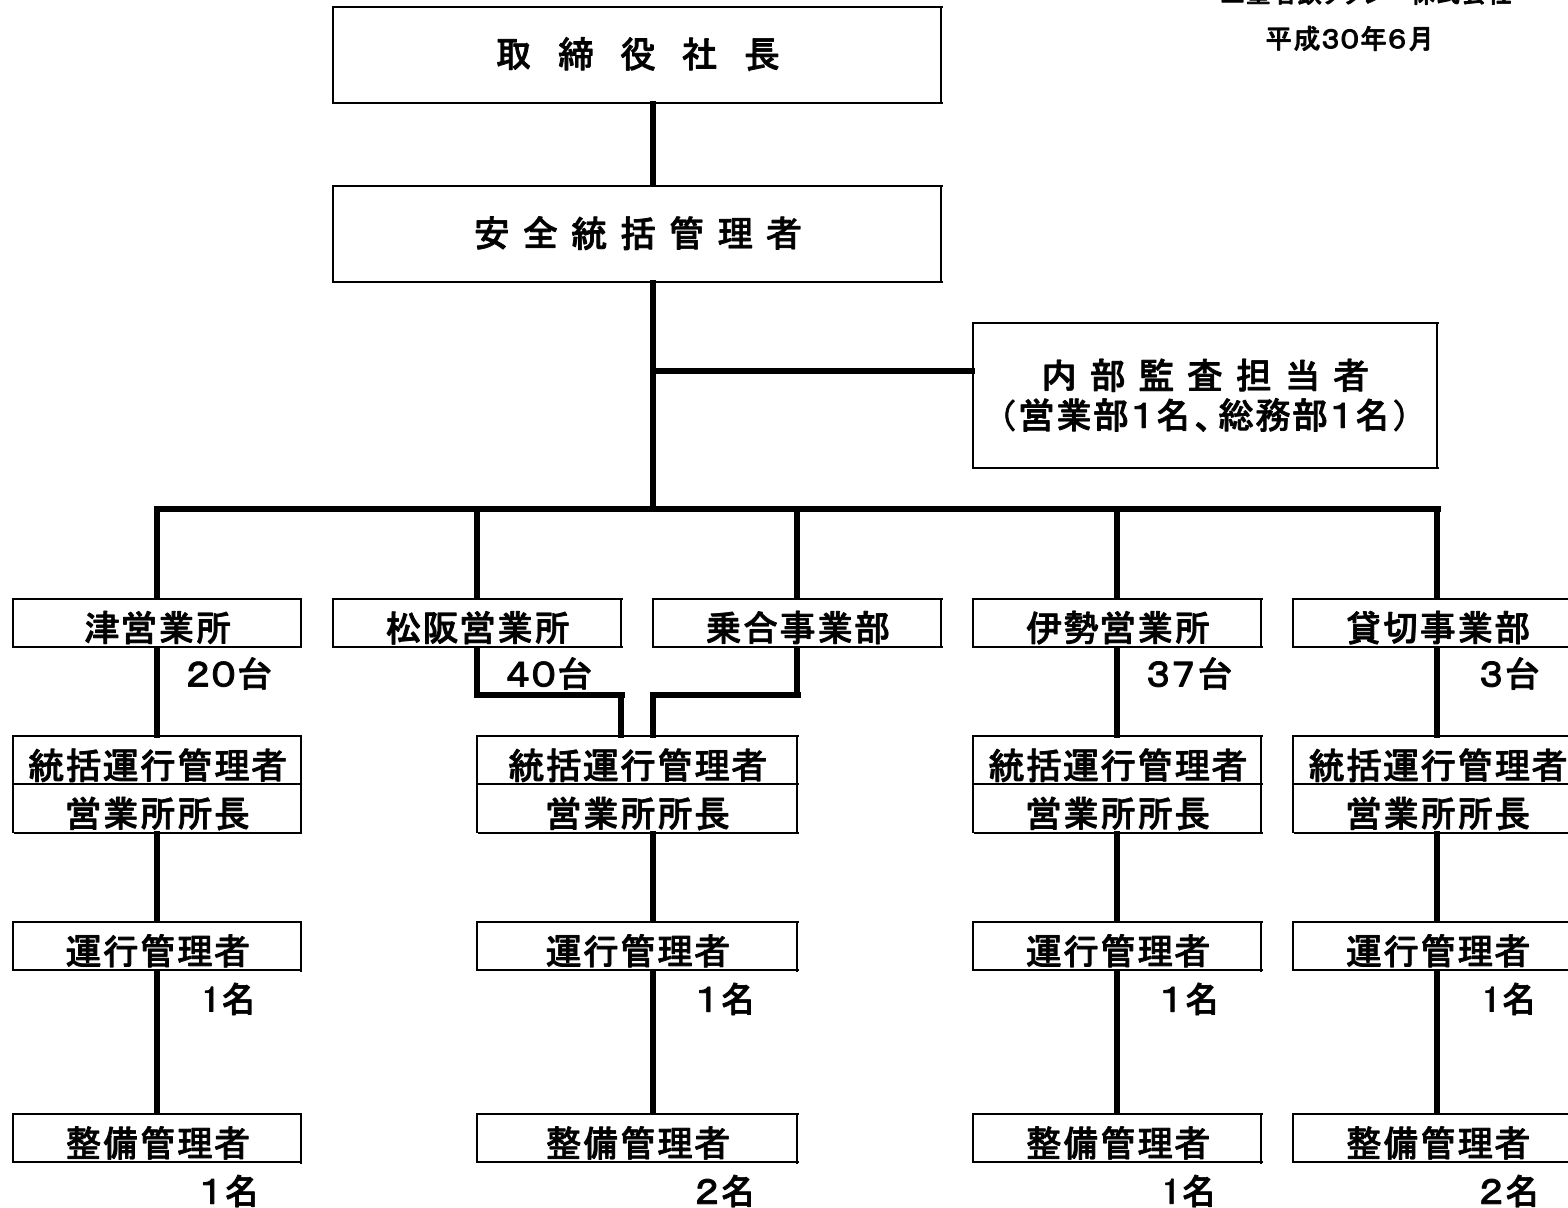 平成30年6月
取締役社長
安全統括管理者
内部監査担当者
（営業部1名、総務部1名）
津営業所
松阪営業所
乗合事業部
伊勢営業所
貸切事業部
20台
40台
37台
3台
統括運行管理者
統括運行管理者
統括運行管理者
統括運行管理者
営業所所長
営業所所長
営業所所長
営業所所長
運行管理者
運行管理者
運行管理者
運行管理者
1名
1名
1名
1名
整備管理者
整備管理者
整備管理者
整備管理者
1名
2名
1名
2名